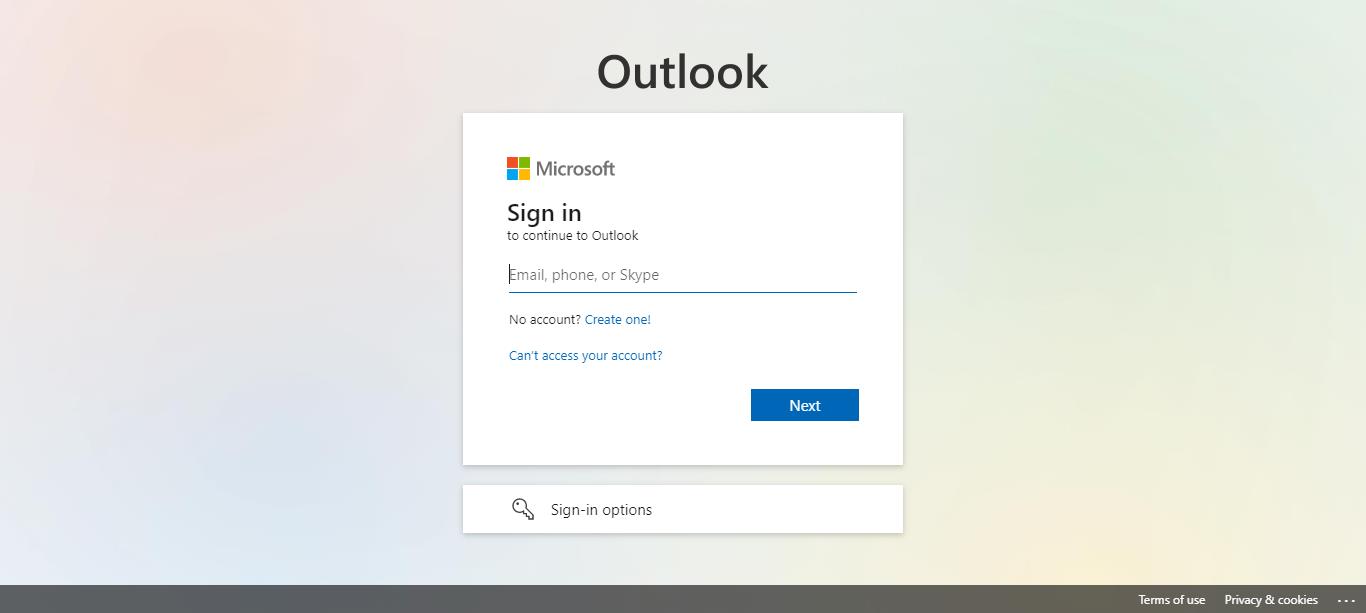 Outlook
Microsoft
Sign in
to continue to Outlook
Email, phone, or Skype
No account? Create one!
Can't access your account?
Next
Sign-in options
Terms of use Privacy & cookies ...